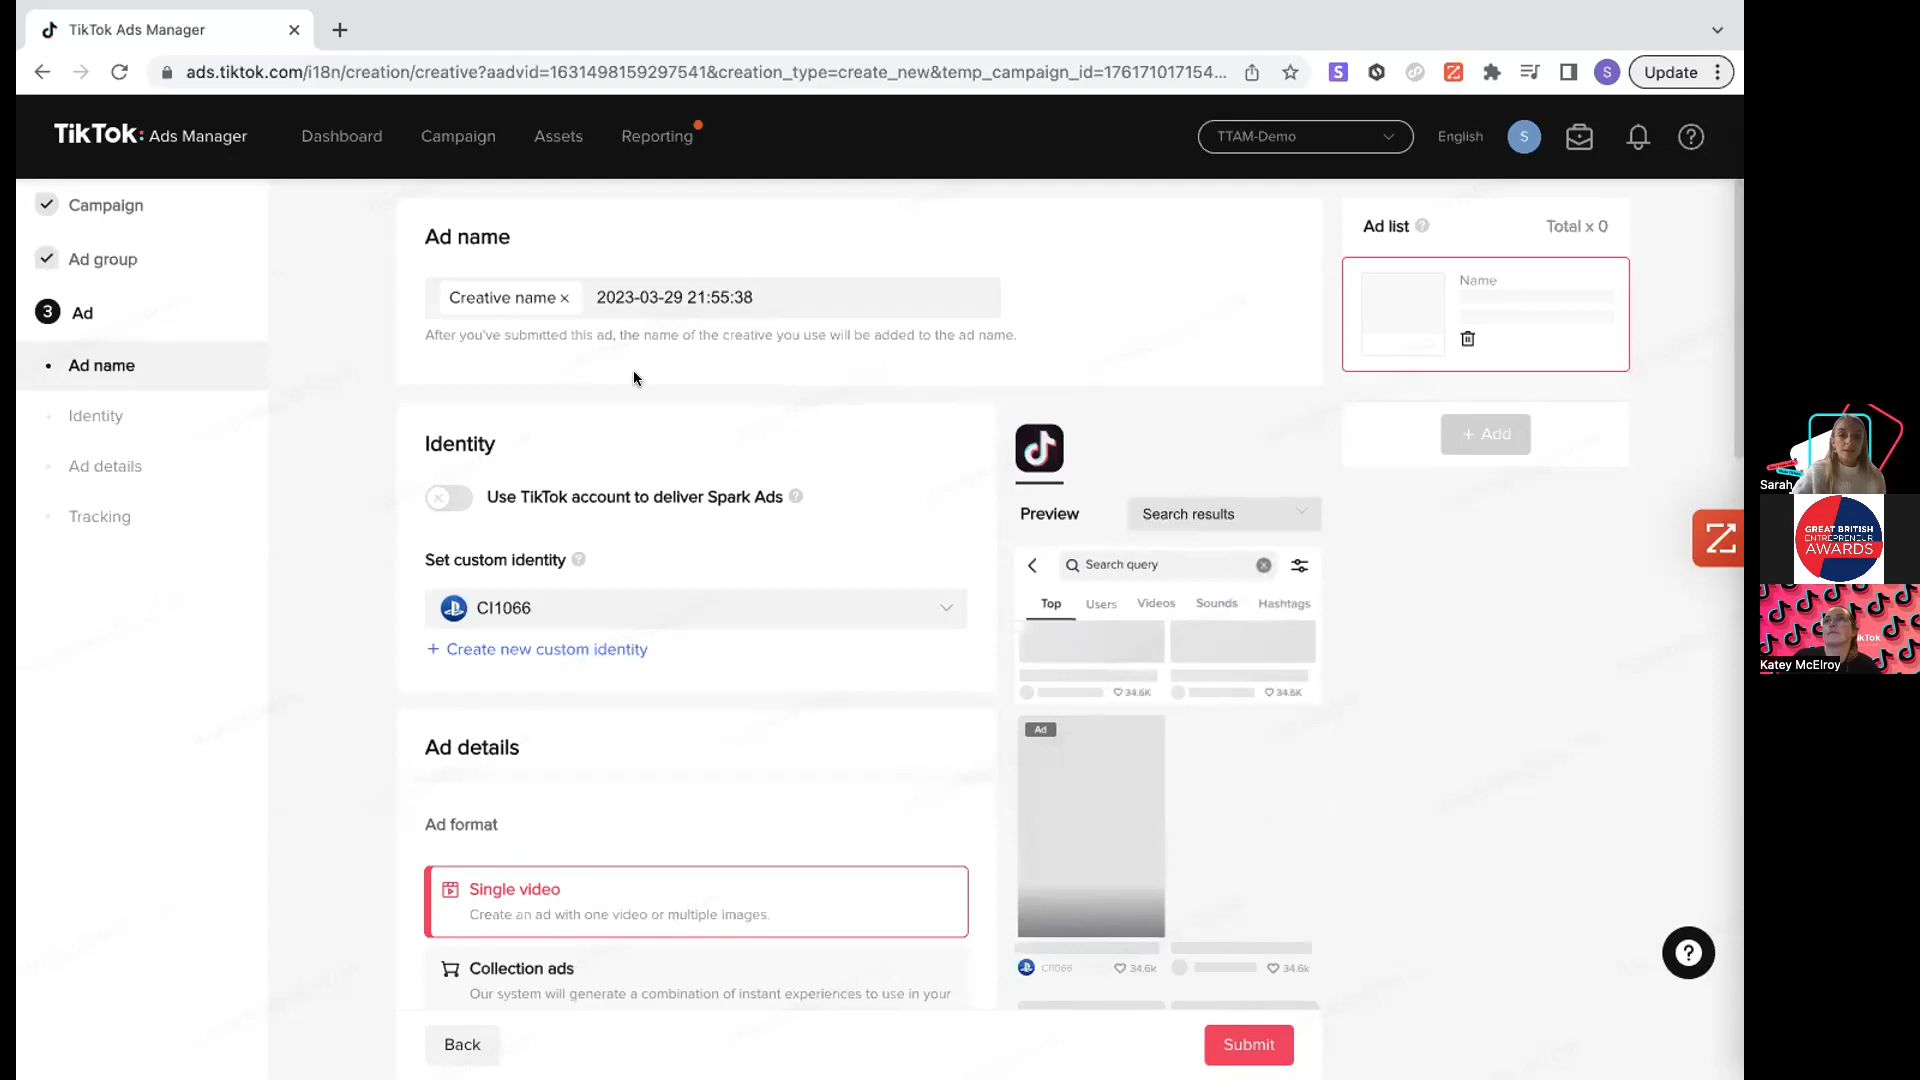 TikTok Ads Manager
ads.tiktok.com/i18n/creation/creative?aadvid=1631498159297541&creation_type=create_new&temp_campaign_id=176171017154...
S
S
Update
TikTok: Ads Manager
Dashboard
Campaign
Assets
Reporting
TTAM-Demo
English
S
Campaign
Ad group
3 Ad
Ad name
Identity
Ad details
Tracking
Ad name
Creative name × 2023-03-29 21:55:38
After you've submitted this ad, the name of the creative you use will be added to the ad name.
Identity
Use TikTok account to deliver Spark Ads ?
Set custom identity ?
CI1066
+ Create new custom identity
Ad details
Ad format
Single video
Create an ad with one video or multiple images.
Collection ads
Our system will generate a combination of instant experiences to use in your
Back
Submit
Preview
Search results
Search query
Top
Users
Videos
Sounds
Hashtags
34.6K
34.6K
Ad
CI1066
34.6k
34.6k
Ad list ?
Total x 0
Name
+ Add
?
Sarah
GREAT BRITISH
ENTREPRENEUR
AWARDS
Katey McElroy